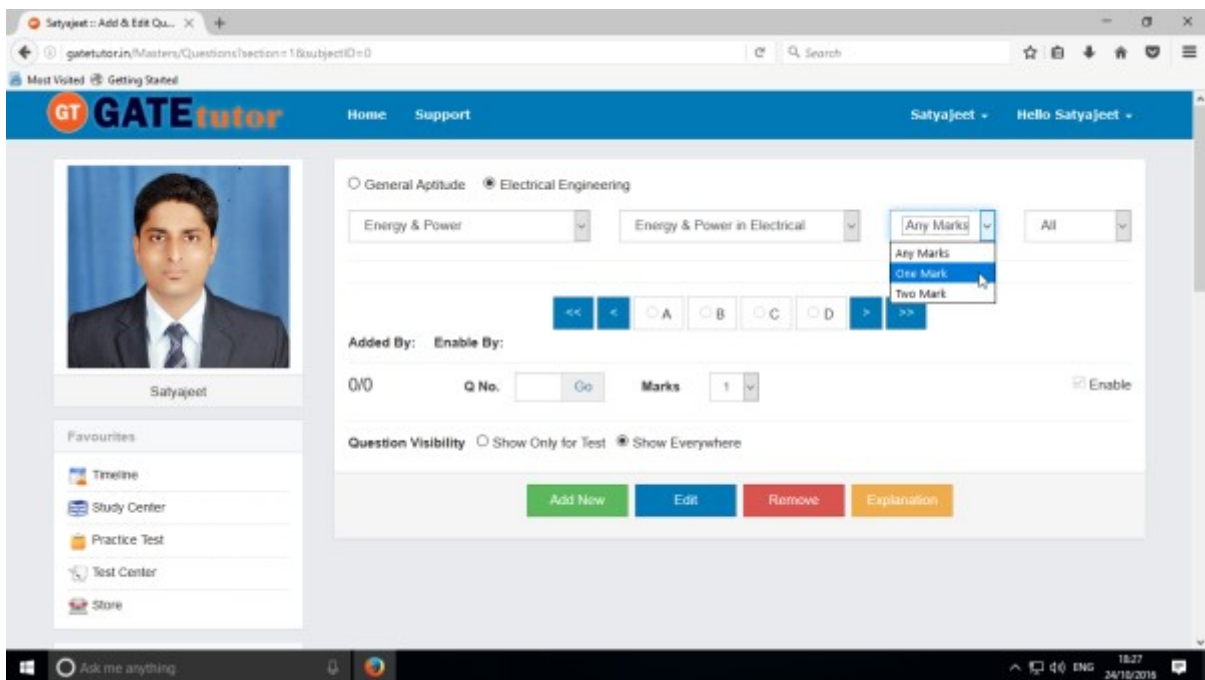 Satyajeet :: Add & Edit Qu...
gatetutor.in/Masters/Questions?section=1&subjectID=0
Search
Most Visited Getting Started
GT GATEtutor Home Support Satyajeet Hello Satyajeet
General Aptitude Electrical Engineering
Energy & Power Energy & Power in Electrical Any Marks All
Any Marks
One Mark
Two Mark
<< < A B C D > >>
Added By: Enable By:
0/0 Q No. Go Marks 1 Enable
Satyajeet
Question Visibility Show Only for Test Show Everywhere
Add New Edit Remove Explanation
Favourites
Timeline
Study Center
Practice Test
Test Center
Store
Ask me anything
ENG 18:27
24/10/2016